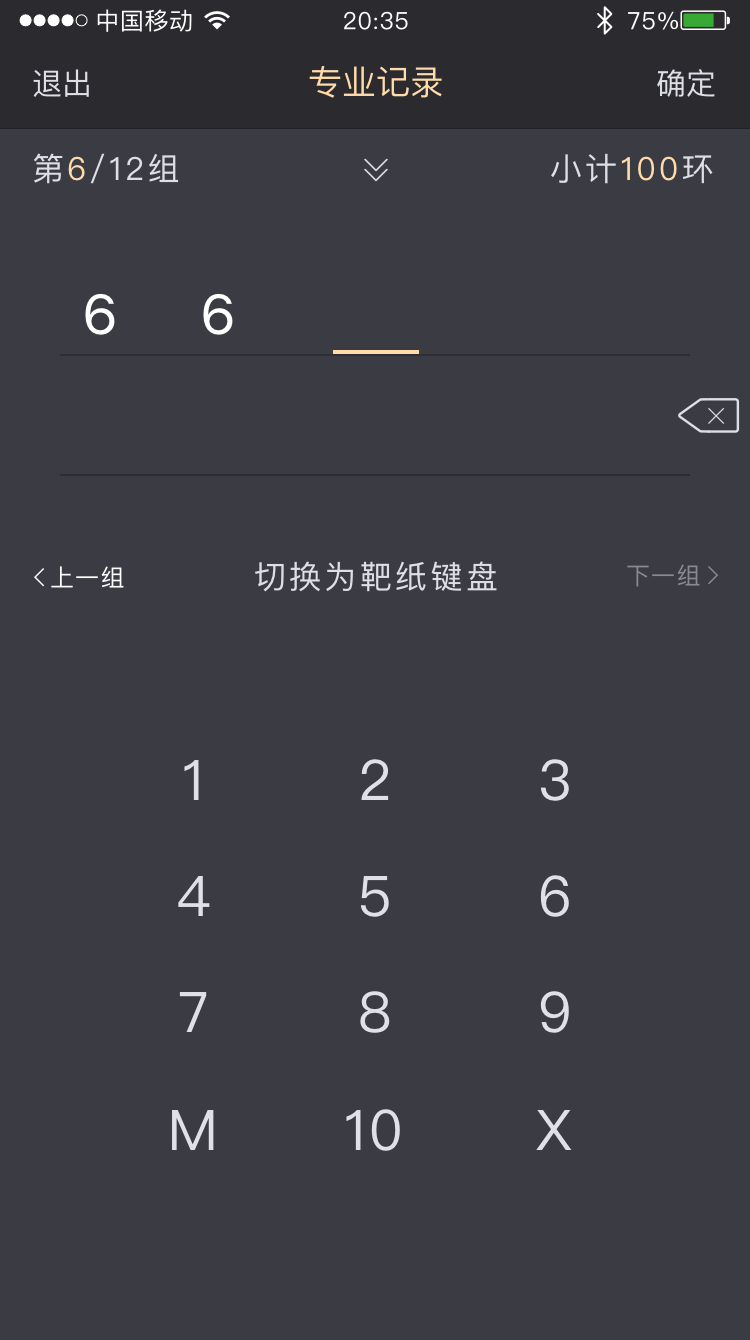 中国移动 20:35 75%
退出 专业记录 确定
第6/12组 小计100环
6 6
上一组 切换为靶纸键盘 下一组
1 2 3
4 5 6
7 8 9
M 10 X